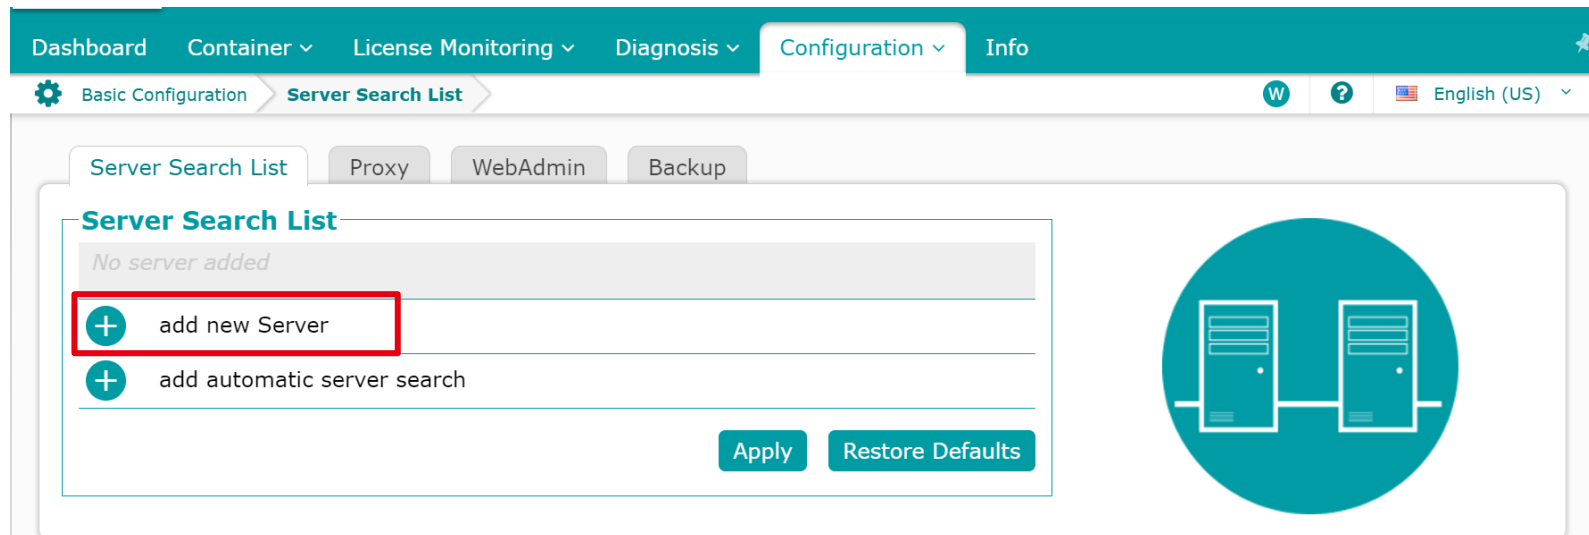 Dashboard Container License Monitoring Diagnosis Configuration Info
Basic Configuration Server Search List W ? English (US)
Server Search List Proxy WebAdmin Backup
Server Search List
No server added
add new Server
add automatic server search
Apply Restore Defaults